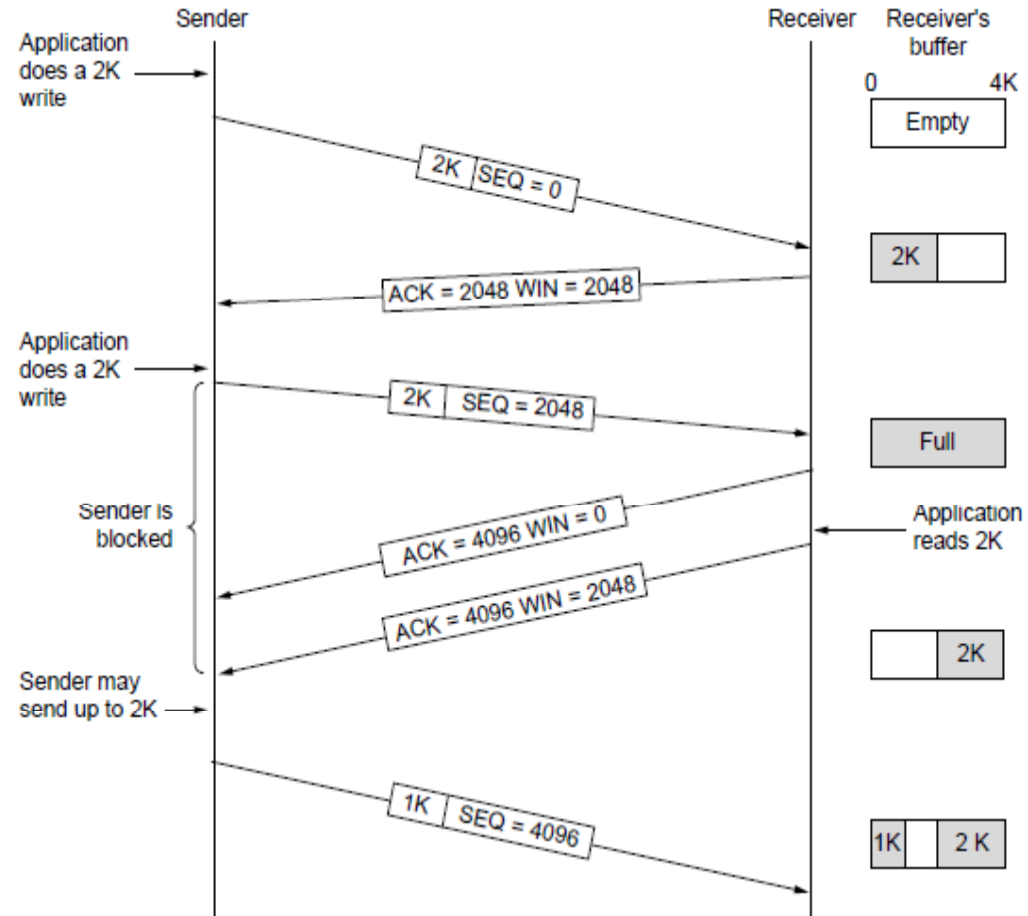 Sender
Receiver
Receiver's
buffer
Application
does a 2K
write
0 4K
Empty
2K SEQ = 0
2K
ACK = 2048 WIN = 2048
Application
does a 2K
write
2K SEQ = 2048
Full
Sender is
blocked
ACK = 4096 WIN = 0
Application
reads 2K
ACK = 4096 WIN = 2048
2K
Sender may
send up to 2K
1K SEQ = 4096
1K 2 K